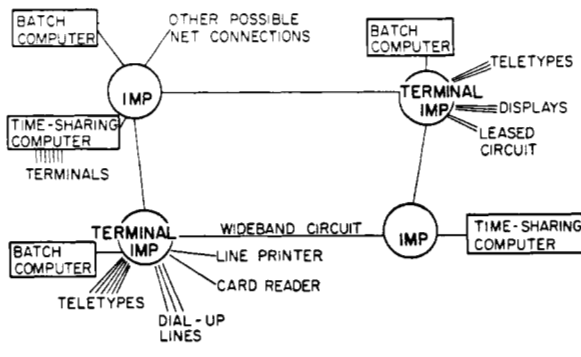 BATCH
COMPUTER
OTHER POSSIBLE
NET CONNECTIONS
IMP
TIME-SHARING
COMPUTER
TERMINALS
BATCH
COMPUTER
TELETYPES
TERMINAL
IMP
DISPLAYS
LEASED
CIRCUIT
TERMINAL
IMP
WIDEBAND CIRCUIT
BATCH
COMPUTER
LINE PRINTER
CARD READER
TELETYPES
DIAL-UP
LINES
IMP
TIME-SHARING
COMPUTER